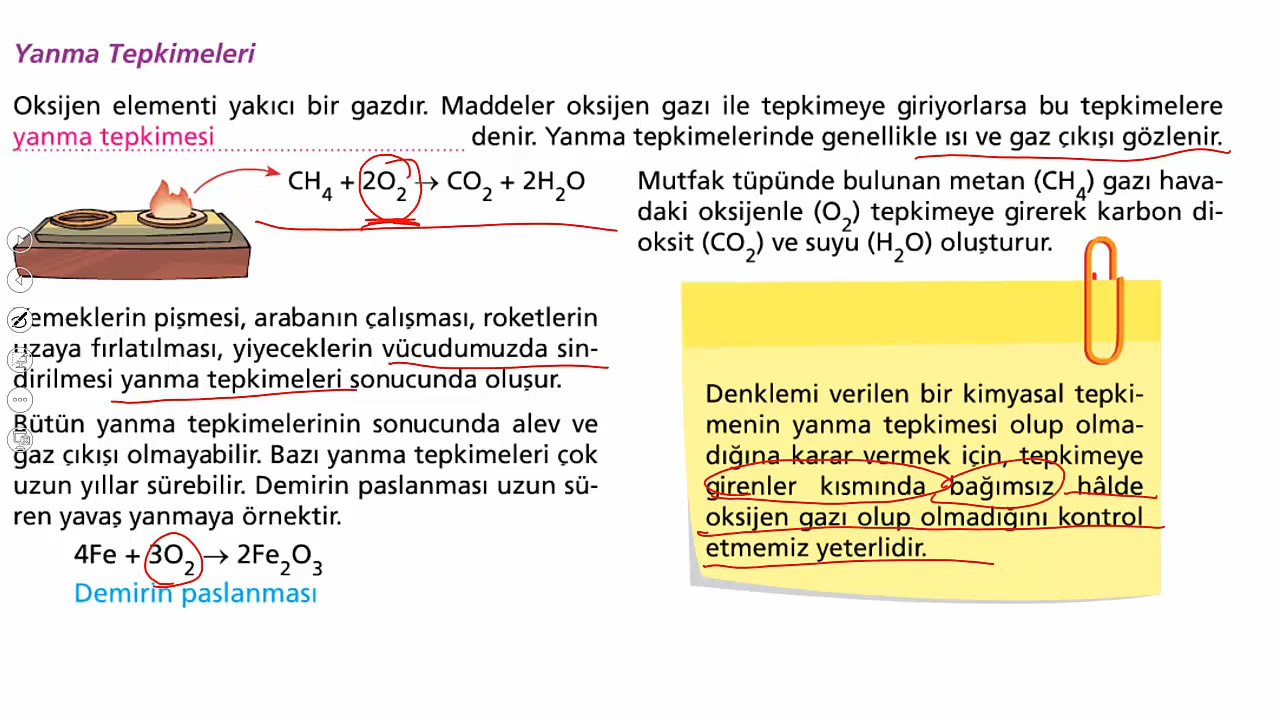 Yanma Tepkimeleri
Oksijen elementi yakıcı bir gazdır. Maddeler oksijen gazı ile tepkimeye giriyorlarsa bu tepkimelere
yanma tepkimesi denir. Yanma tepkimelerinde genellikle ısı ve gaz çıkışı gözlenir.
CH₄ + 2O₂ → CO₂ + 2H₂O
Mutfak tüpünde bulunan metan (CH₄) gazı hava-
daki oksijenle (O₂) tepkimeye girerek karbon di-
oksit (CO₂) ve suyu (H₂O) oluşturur.
emeklerin pişmesi, arabanın çalışması, roketlerin
uzaya fırlatılması, yiyeceklerin vücudumuzda sin-
dirilmesi yanma tepkimeleri sonucunda oluşur.
Bütün yanma tepkimelerinin sonucunda alev ve
gaz çıkışı olmayabilir. Bazı yanma tepkimeleri çok
uzun yıllar sürebilir. Demirin paslanması uzun sü-
ren yavaş yanmaya örnektir.
4Fe + 3O₂ → 2Fe₂O₃
Demirin paslanması
Denklemi verilen bir kimyasal tepki-
menin yanma tepkimesi olup olma-
dığına karar vermek için, tepkimeye
girenler kısmında bağımsız hâlde
oksijen gazı olup olmadığını kontrol
etmemiz yeterlidir.